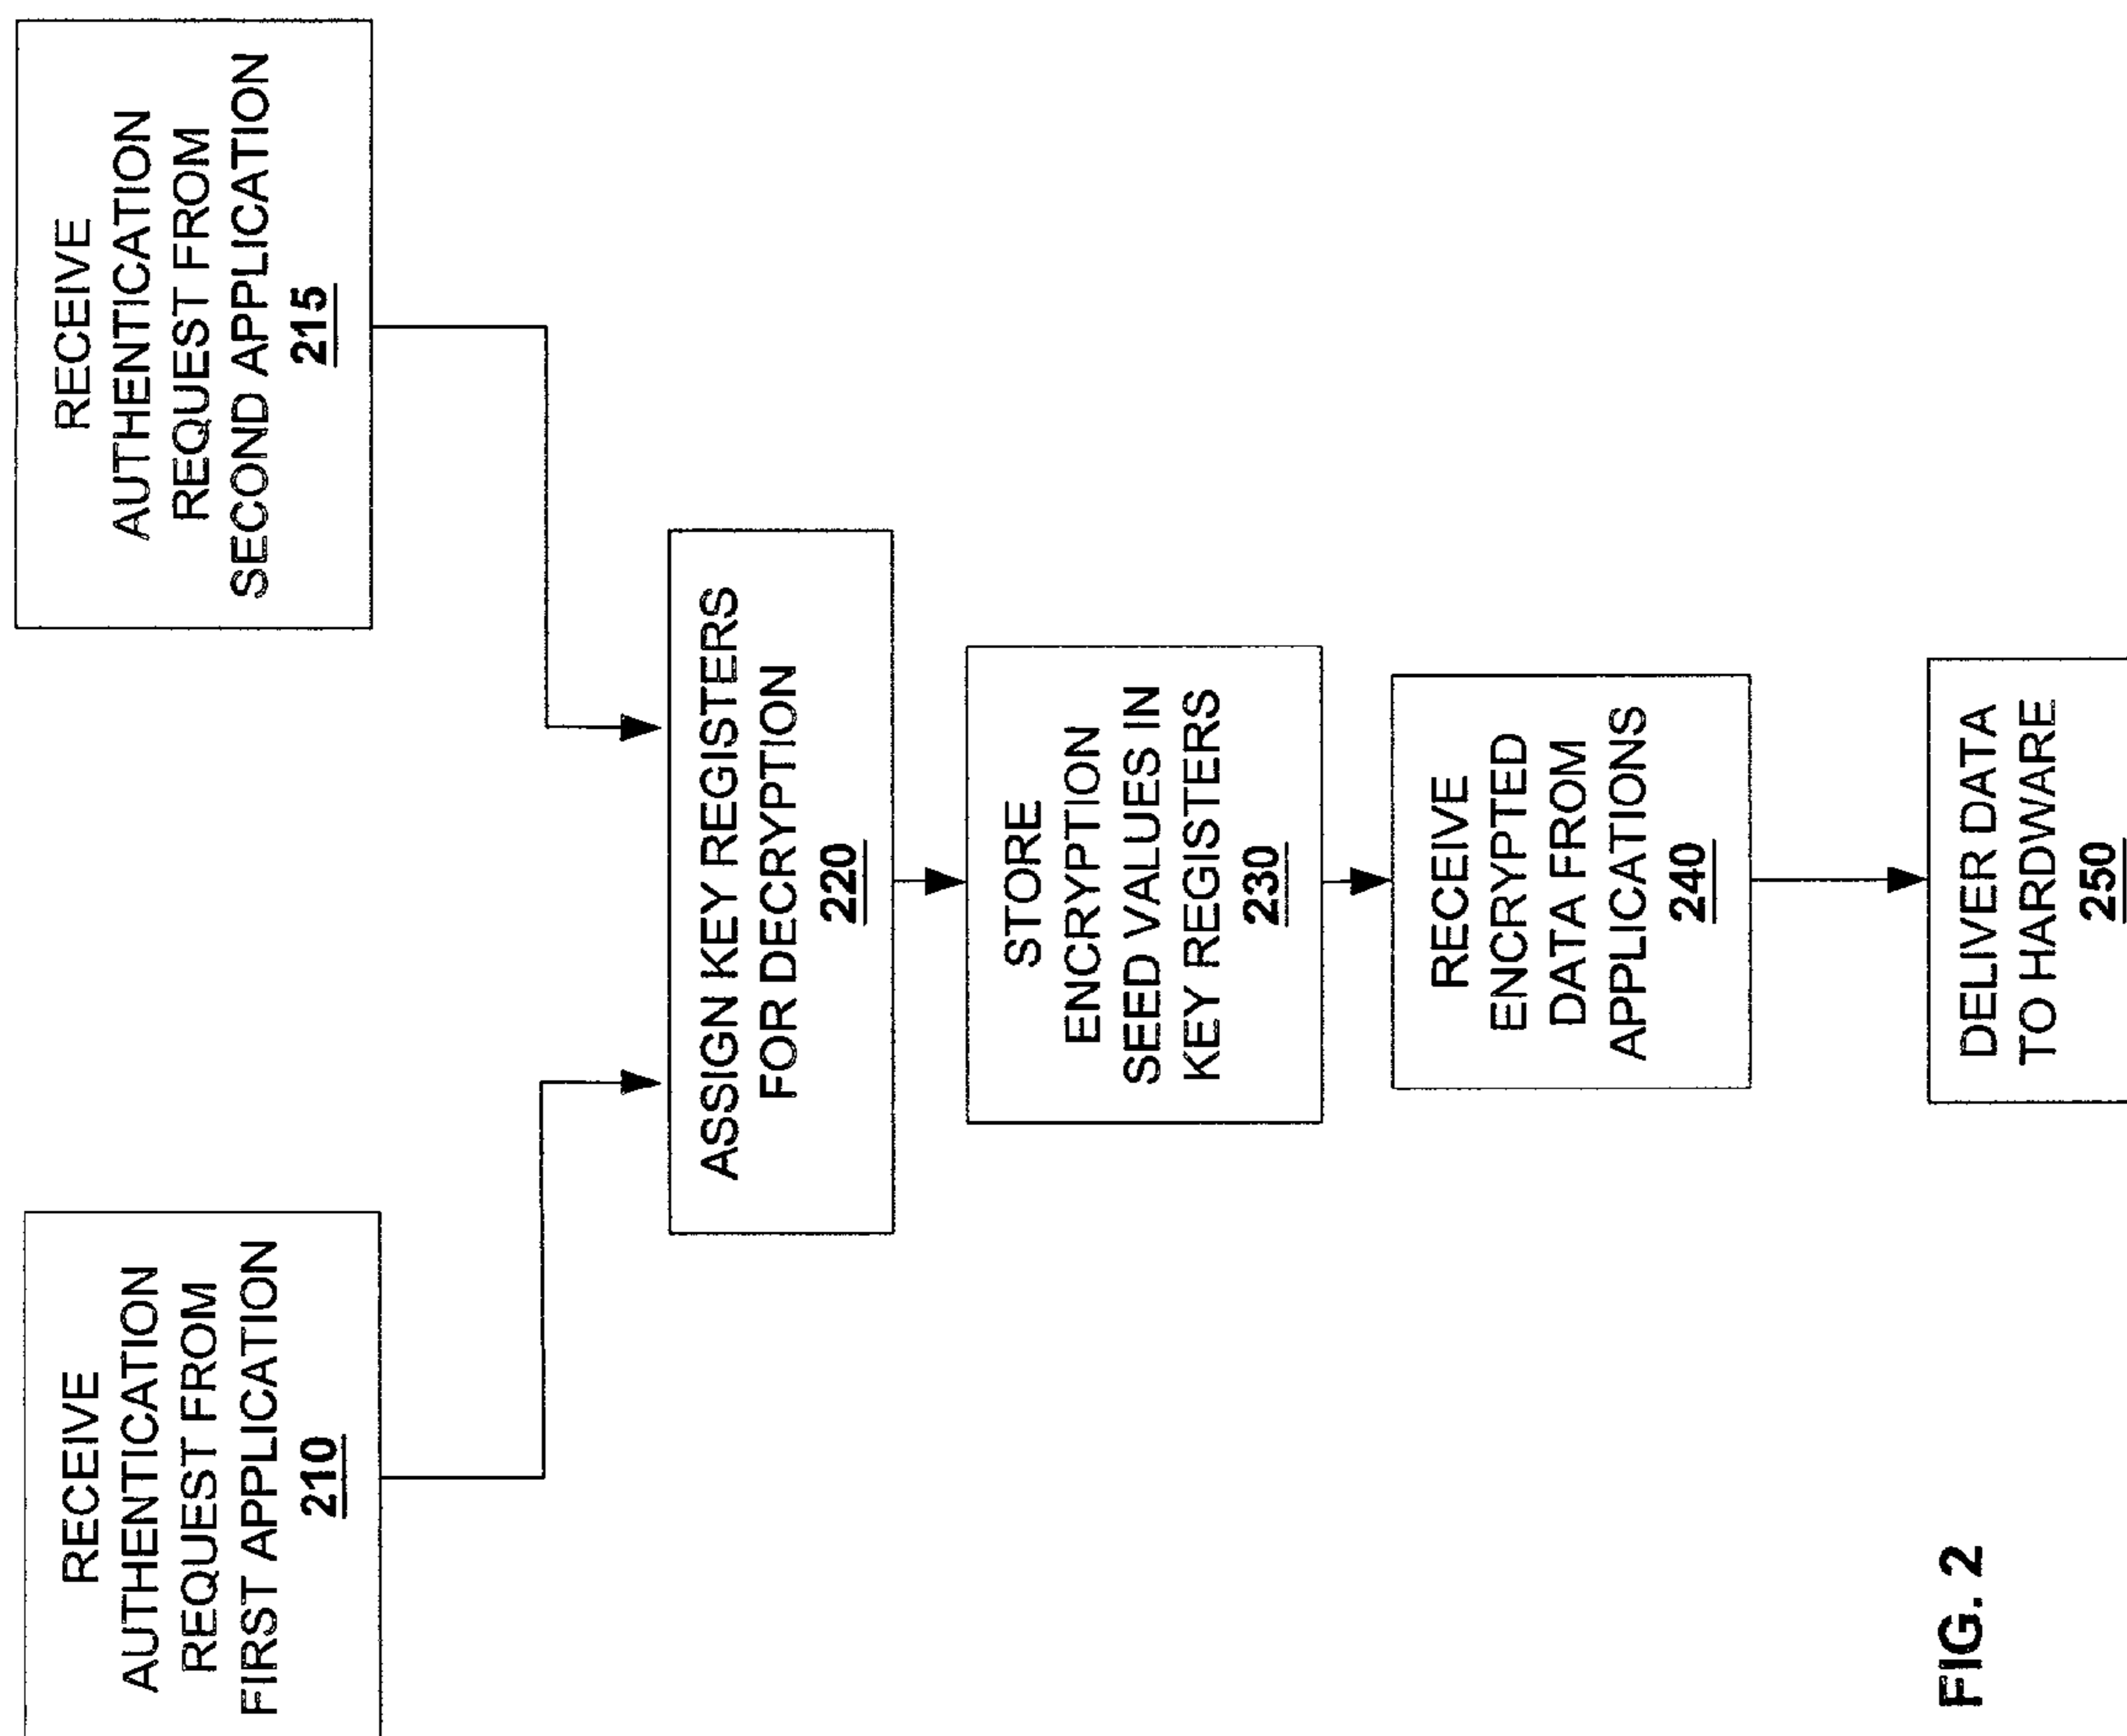 RECEIVE
AUTHENTICATION
REQUEST FROM
FIRST APPLICATION
210
RECEIVE
AUTHENTICATION
REQUEST FROM
SECOND APPLICATION
215
ASSIGN KEY REGISTERS
FOR DECRYPTION
220
STORE
ENCRYPTION
SEED VALUES IN
KEY REGISTERS
230
RECEIVE
ENCRYPTED
DATA FROM
APPLICATIONS
240
DELIVER DATA
TO HARDWARE
250
FIG. 2